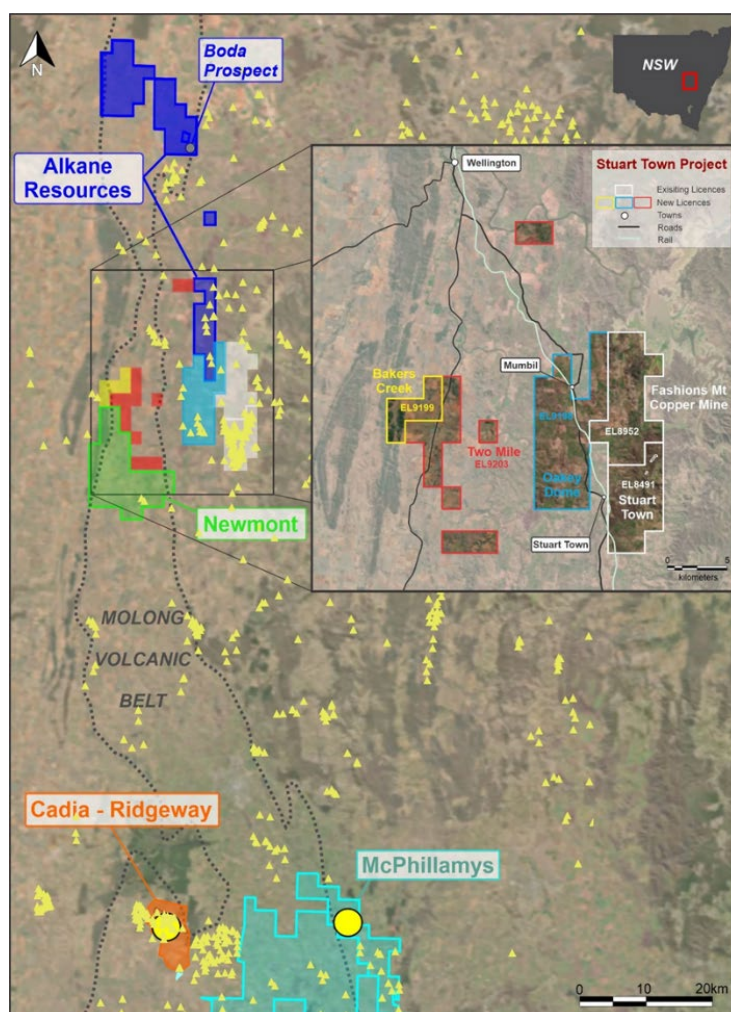 N
Boda
Prospect
NSW
Alkane
Resources
Stuart Town Project
Exisiting Licences
New Licences
Towns
Roads
Rail
Wellington
Mumbil
Bakers
Creek
EL9199
Fashions Mt
Copper Mine
EL8952
Two Mile
EL9203
Oakey
Dome
EL8491
Stuart
Town
Stuart Town
0
5
kilometers
Newmont
MOLONG
VOLCANIC
BELT
Cadia - Ridgeway
McPhillamys
0 10 20km